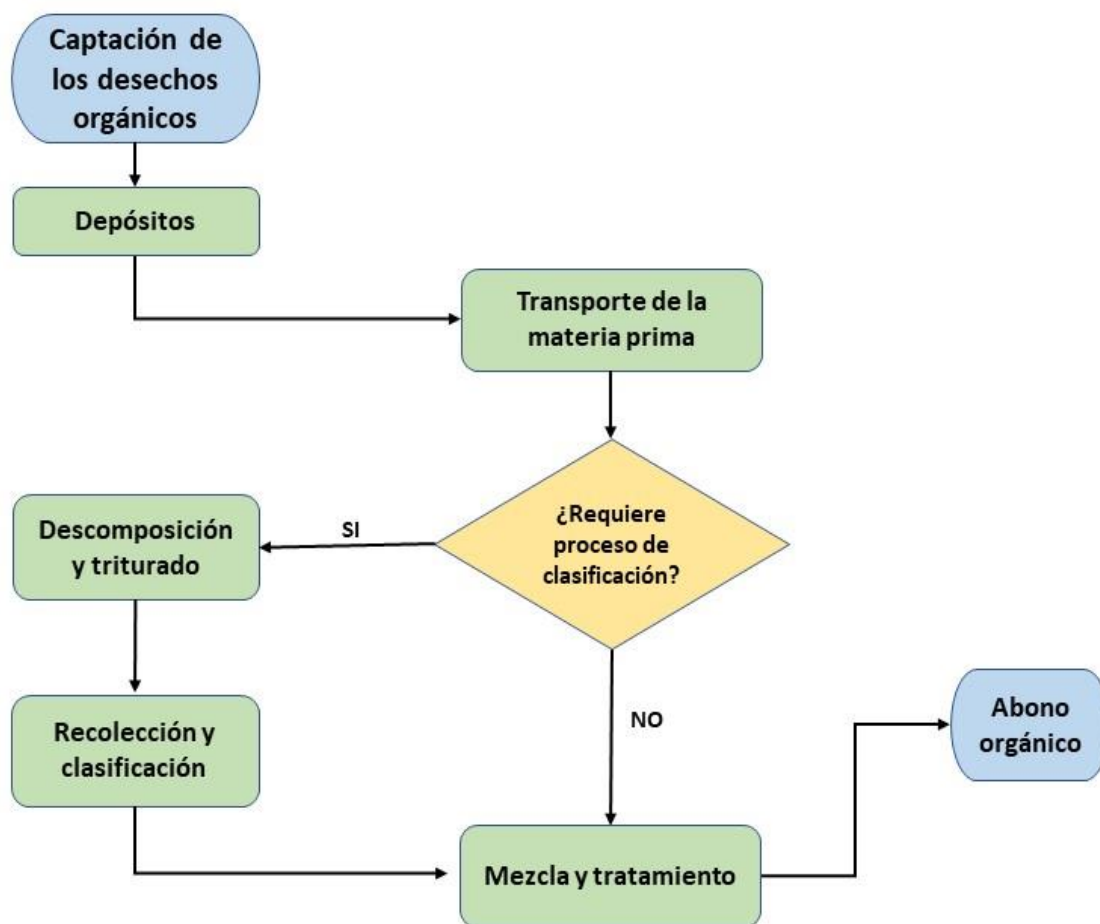 Captación de
los desechos
orgánicos
Depósitos
Transporte de la
materia prima
¿Requiere
proceso de
clasificación?
SI
Descomposición
y triturado
Recolección y
clasificación
NO
Mezcla y tratamiento
Abono
orgánico